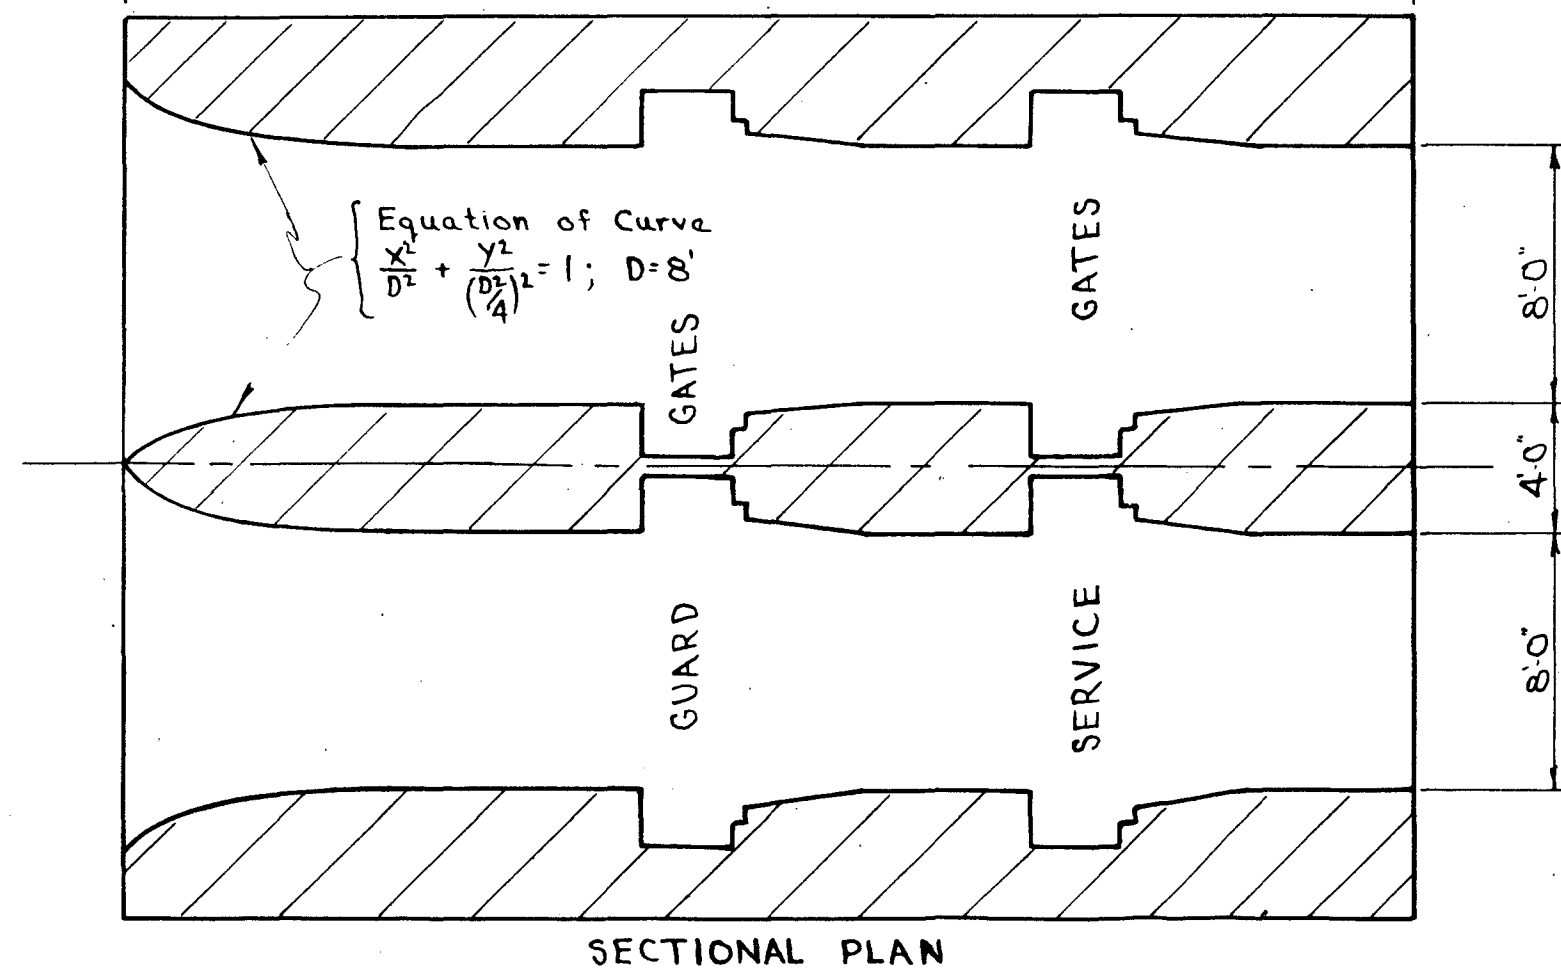 Equation of Curve
X²/D² + Y²/(D²/4)² = 1; D=8'
GATES
GATES
GUARD
SERVICE
8'-0"
4'-0"
8'-0"
SECTIONAL PLAN